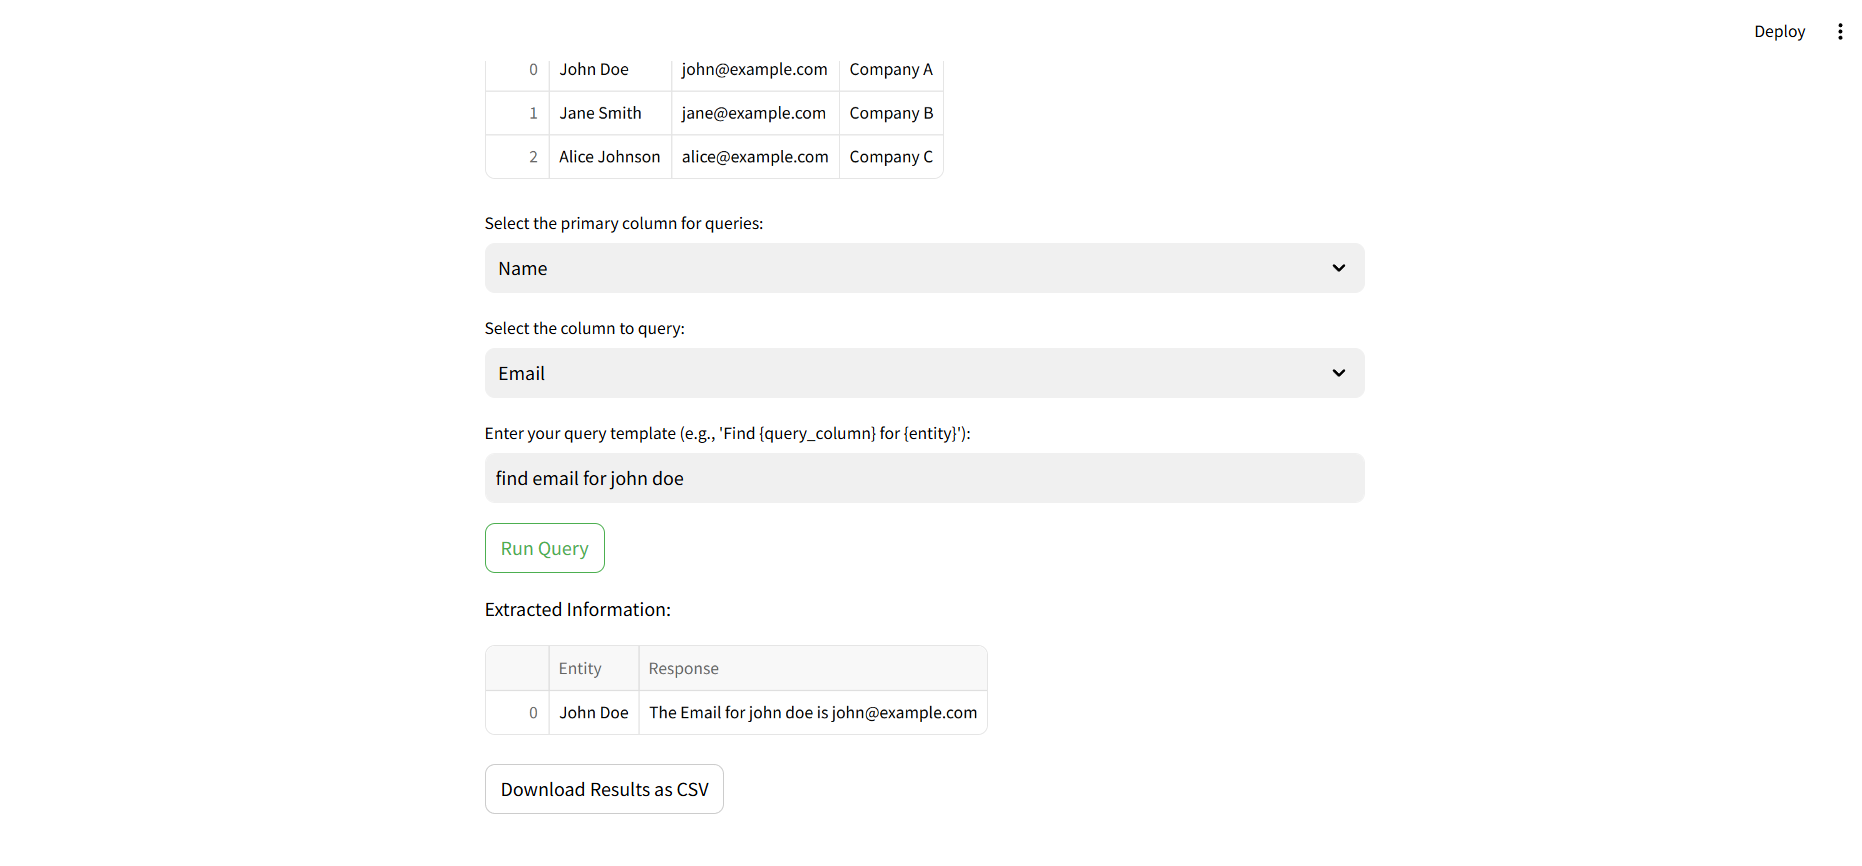 Deploy
0 John Doe john@example.com Company A
1 Jane Smith jane@example.com Company B
2 Alice Johnson alice@example.com Company C
Select the primary column for queries:
Name
Select the column to query:
Email
Enter your query template (e.g., 'Find {query_column} for {entity}'):
find email for john doe
Run Query
Extracted Information:
Entity Response
0 John Doe The Email for john doe is john@example.com
Download Results as CSV